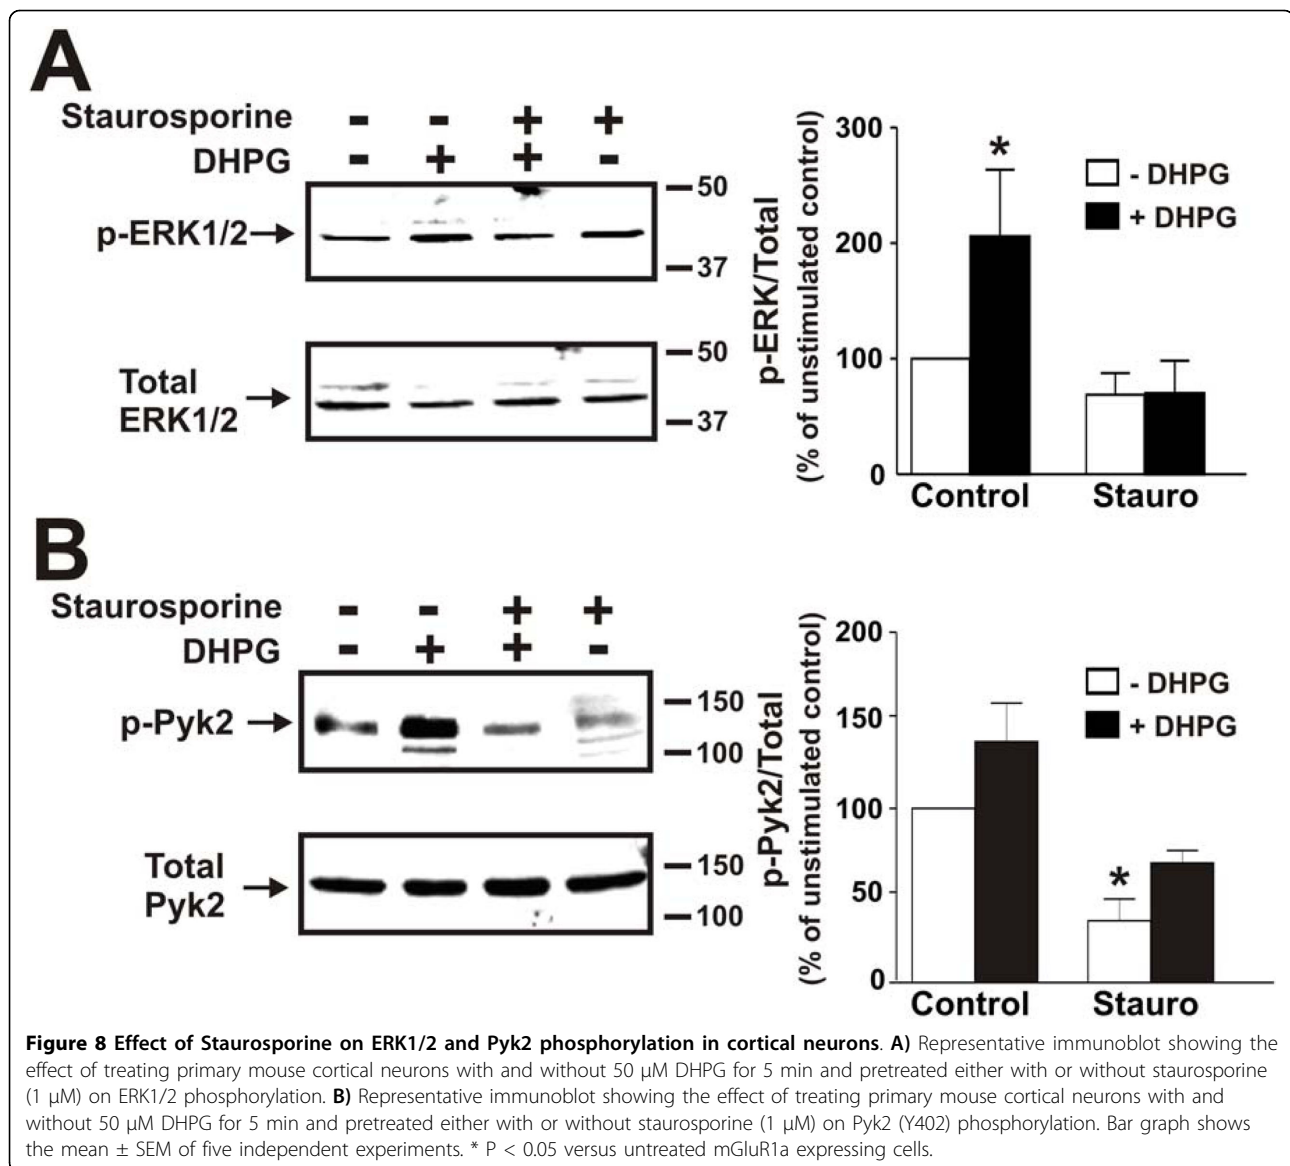 A
Staurosporine - - + +
DHPG - + + -
p-ERK1/2
50
37
Total
ERK1/2
50
37
p-ERK/Total
(% of unstimulated control)
300
200
100
0
* 
- DHPG
+ DHPG
Control Stauro
B
Staurosporine - - + +
DHPG - + + -
p-Pyk2
150
100
Total
Pyk2
150
100
p-Pyk2/Total
(% of unstimulated control)
200
150
100
50
0
*
- DHPG
+ DHPG
Control Stauro
Figure 8 Effect of Staurosporine on ERK1/2 and Pyk2 phosphorylation in cortical neurons. A) Representative immunoblot showing the
effect of treating primary mouse cortical neurons with and without 50 μM DHPG for 5 min and pretreated either with or without staurosporine
(1 μM) on ERK1/2 phosphorylation. B) Representative immunoblot showing the effect of treating primary mouse cortical neurons with and
without 50 μM DHPG for 5 min and pretreated either with or without staurosporine (1 μM) on Pyk2 (Y402) phosphorylation. Bar graph shows
the mean ± SEM of five independent experiments. * P < 0.05 versus untreated mGluR1a expressing cells.